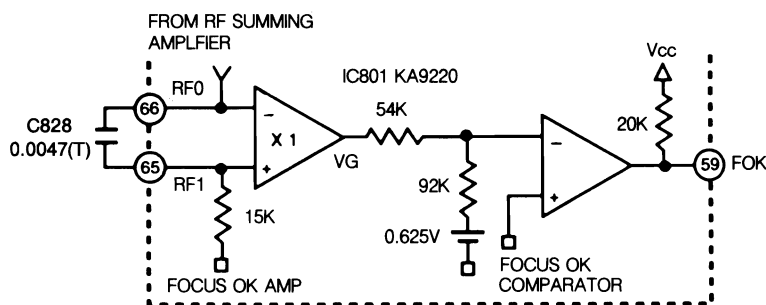 FROM RF SUMMING
AMPLFIER
Vcc
IC801 KA9220
RF0
66
54K
C828
0.0047(T)
20K
−
X 1
+
VG
−
+
65
RF1
59
FOK
92K
15K
0.625V
FOCUS OK AMP
FOCUS OK
COMPARATOR